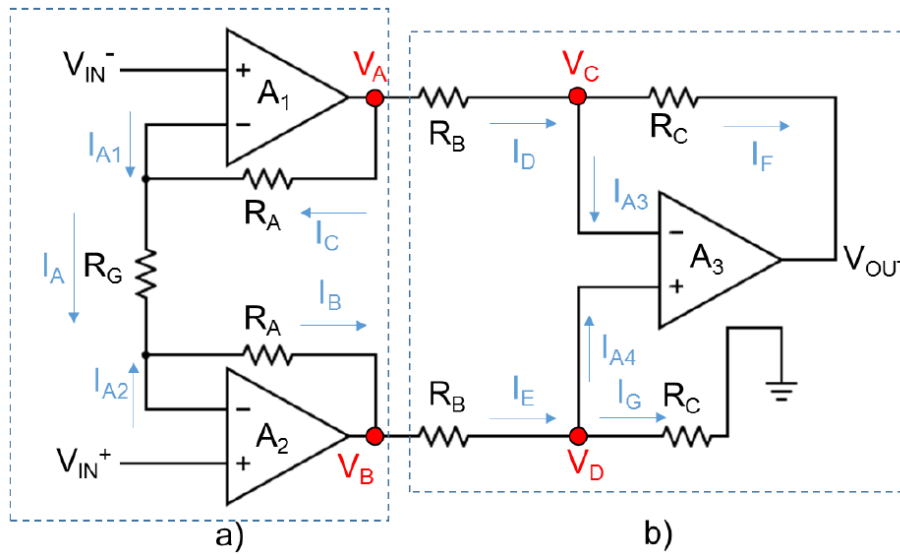 V_IN^-
A_1
+
−
V_A
R_B
V_C
R_C
I_A1
I_D
I_F
R_A
I_C
I_A3
I_A
R_G
−
A_3
+
V_OUT
I_B
R_A
I_A2
I_A4
I_E
I_G
R_C
R_B
−
A_2
+
V_IN^+
V_B
V_D
a)
b)